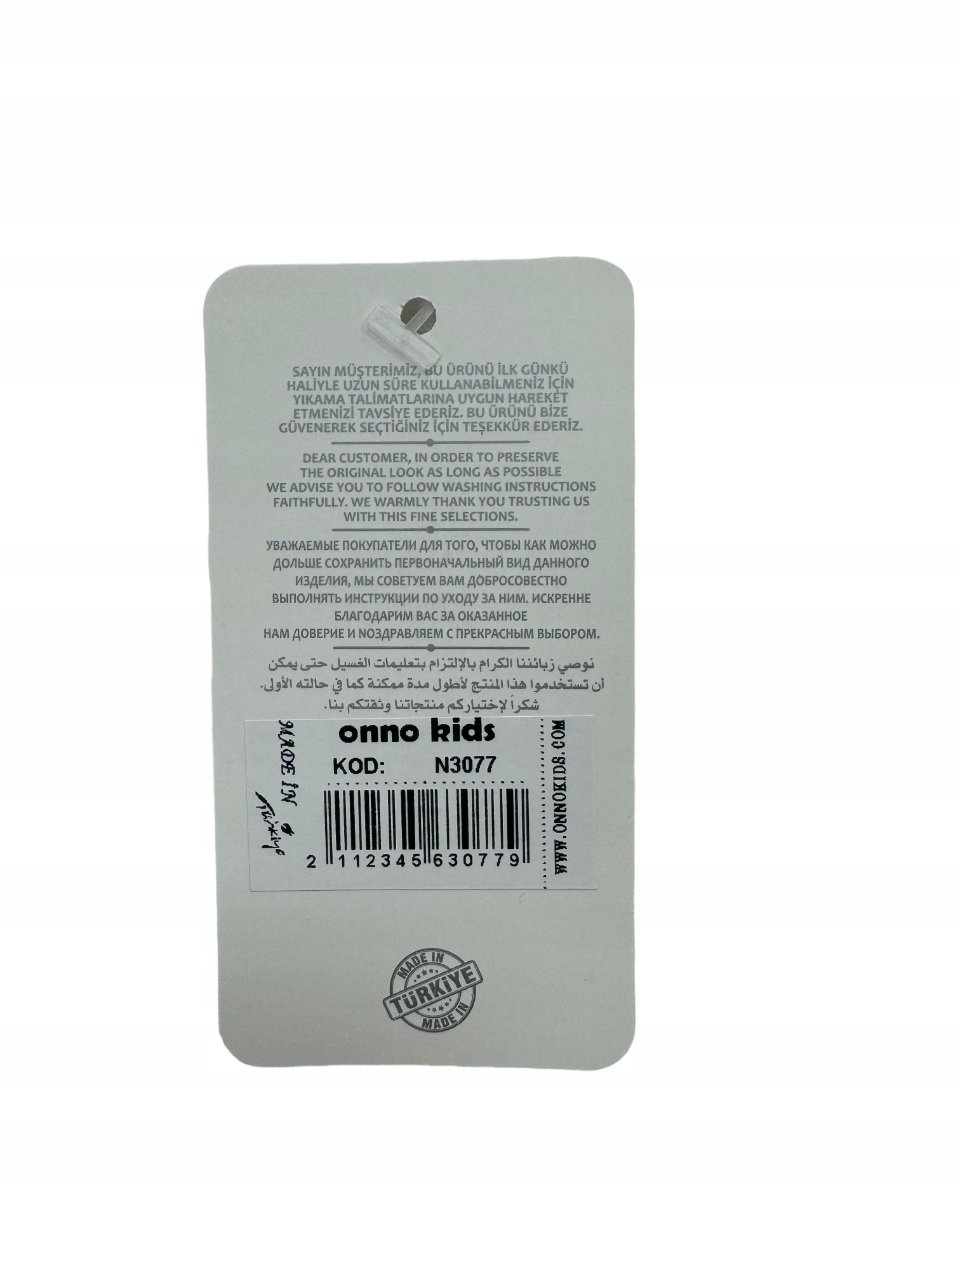 SAYIN MÜŞTERİMİZ, BU ÜRÜNÜ İLK GÜNKÜ
HALİYLE UZUN SÜRE KULLANABİLMENİZ İÇİN
YIKAMA TALİMATLARINA UYGUN HAREKET
ETMENİZİ TAVSİYE EDERİZ. BU ÜRÜNÜ BİZE
GÜVENEREK SEÇTİĞİNİZ İÇİN TEŞEKKÜR EDERİZ.
DEAR CUSTOMER, IN ORDER TO PRESERVE
THE ORIGINAL LOOK AS LONG AS POSSIBLE
WE ADVISE YOU TO FOLLOW WASHING INSTRUCTIONS
FAITHFULLY. WE WARMLY THANK YOU TRUSTING US
WITH THIS FINE SELECTIONS.
УВАЖАЕМЫЕ ПОКУПАТЕЛИ ДЛЯ ТОГО, ЧТОБЫ КАК МОЖНО
ДОЛЬШЕ СОХРАНИТЬ ПЕРВОНАЧАЛЬНЫЙ ВИД ДАННОГО
ИЗДЕЛИЯ, МЫ СОВЕТУЕМ ВАМ ДОБРОСОВЕСТНО
ВЫПОЛНЯТЬ ИНСТРУКЦИИ ПО УХОДУ ЗА НИМ. ИСКРЕННЕ
БЛАГОДАРИМ ВАС ЗА ОКАЗАННОЕ
НАМ ДОВЕРИЕ И NОЗДРАВЛЯЕМ С ПРЕКРАСНЫМ ВЫБОРОМ.
نوصي زبائننا الكرام بالإلتزام بتعليمات الغسيل حتى يمكن
أن تستخدموا هذا المنتج لأطول مدة ممكنة كما في حالته الأولى.
شكراً لإختياركم منتجاتنا وثقتكم بنا.
onno kids
KOD: N3077
2 112345 630779
MADE IN
Türkiye
WWW.ONNOKIDS.COM
MADE IN
TÜRKİYE
MADE IN